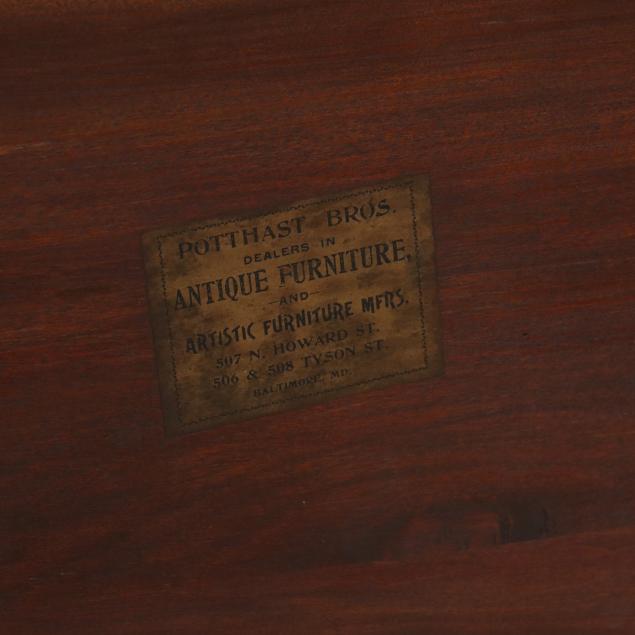 POTTHAST BROS.
DEALERS IN
ANTIQUE FURNITURE,
—AND—
ARTISTIC FURNITURE MFRS.
507 N. HOWARD ST.
506 & 508 TYSON ST.
BALTIMORE, MD.